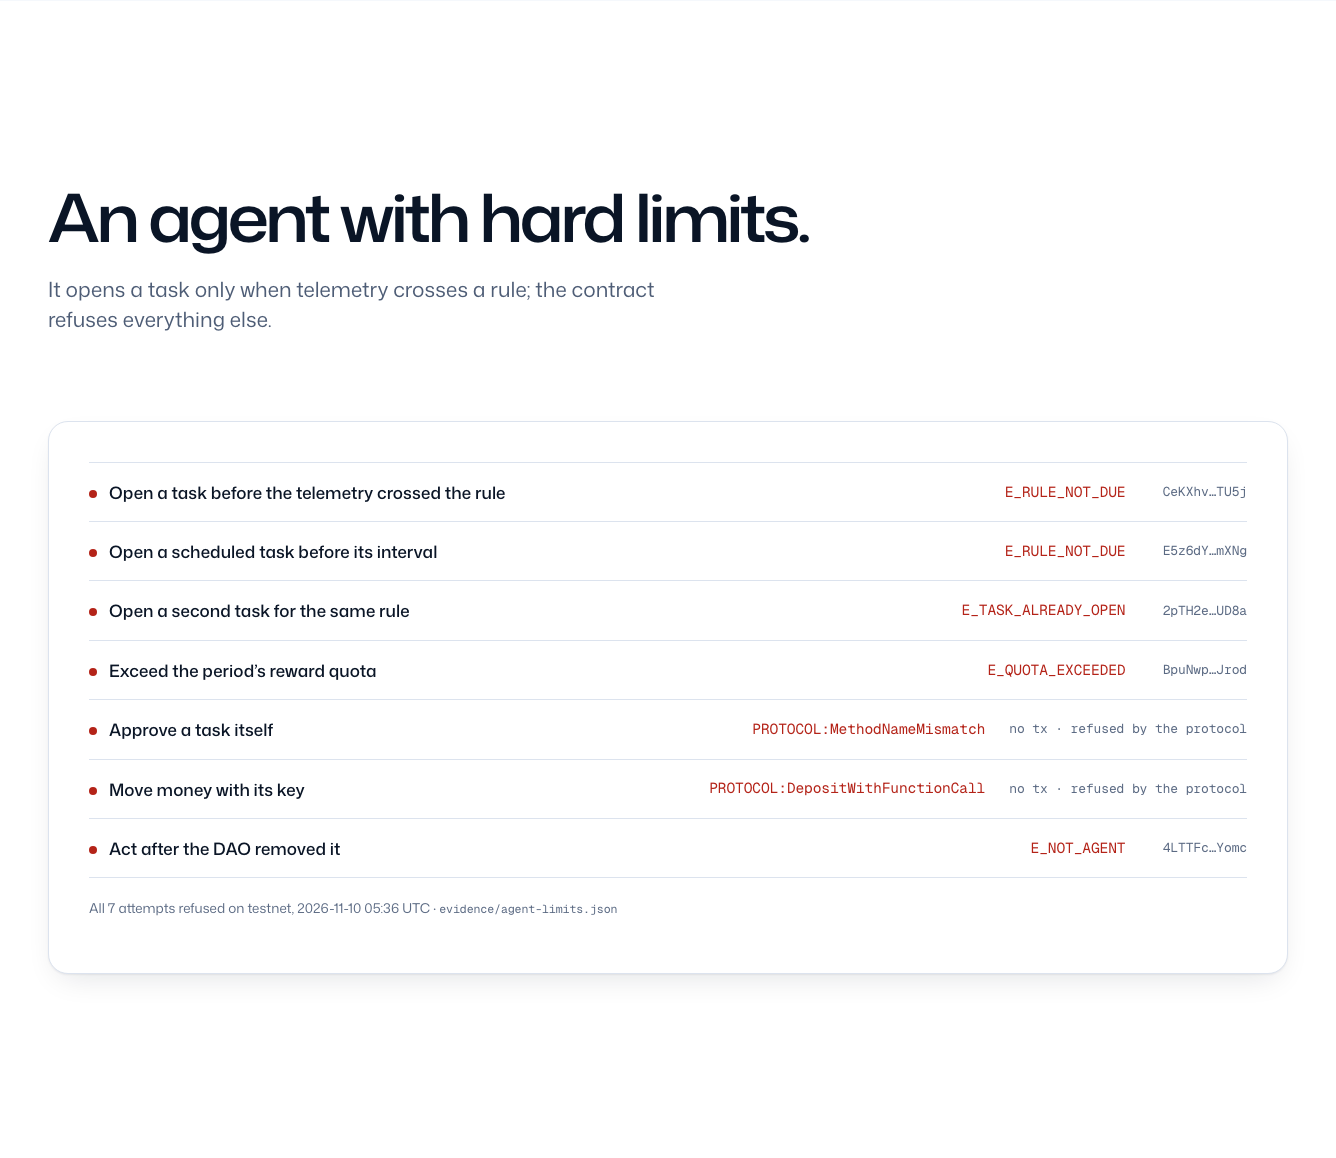 An agent with hard limits.
It opens a task only when telemetry crosses a rule; the contract
refuses everything else.
Open a task before the telemetry crossed the rule E_RULE_NOT_DUE CeKXhv…TU5j
Open a scheduled task before its interval E_RULE_NOT_DUE E5z6dY…mXNg
Open a second task for the same rule E_TASK_ALREADY_OPEN 2pTH2e…UD8a
Exceed the period’s reward quota E_QUOTA_EXCEEDED BpuNwp…Jrod
Approve a task itself PROTOCOL:MethodNameMismatch no tx · refused by the protocol
Move money with its key PROTOCOL:DepositWithFunctionCall no tx · refused by the protocol
Act after the DAO removed it E_NOT_AGENT 4LTTFc…Yomc
All 7 attempts refused on testnet, 2026-11-10 05:36 UTC · evidence/agent-limits.json